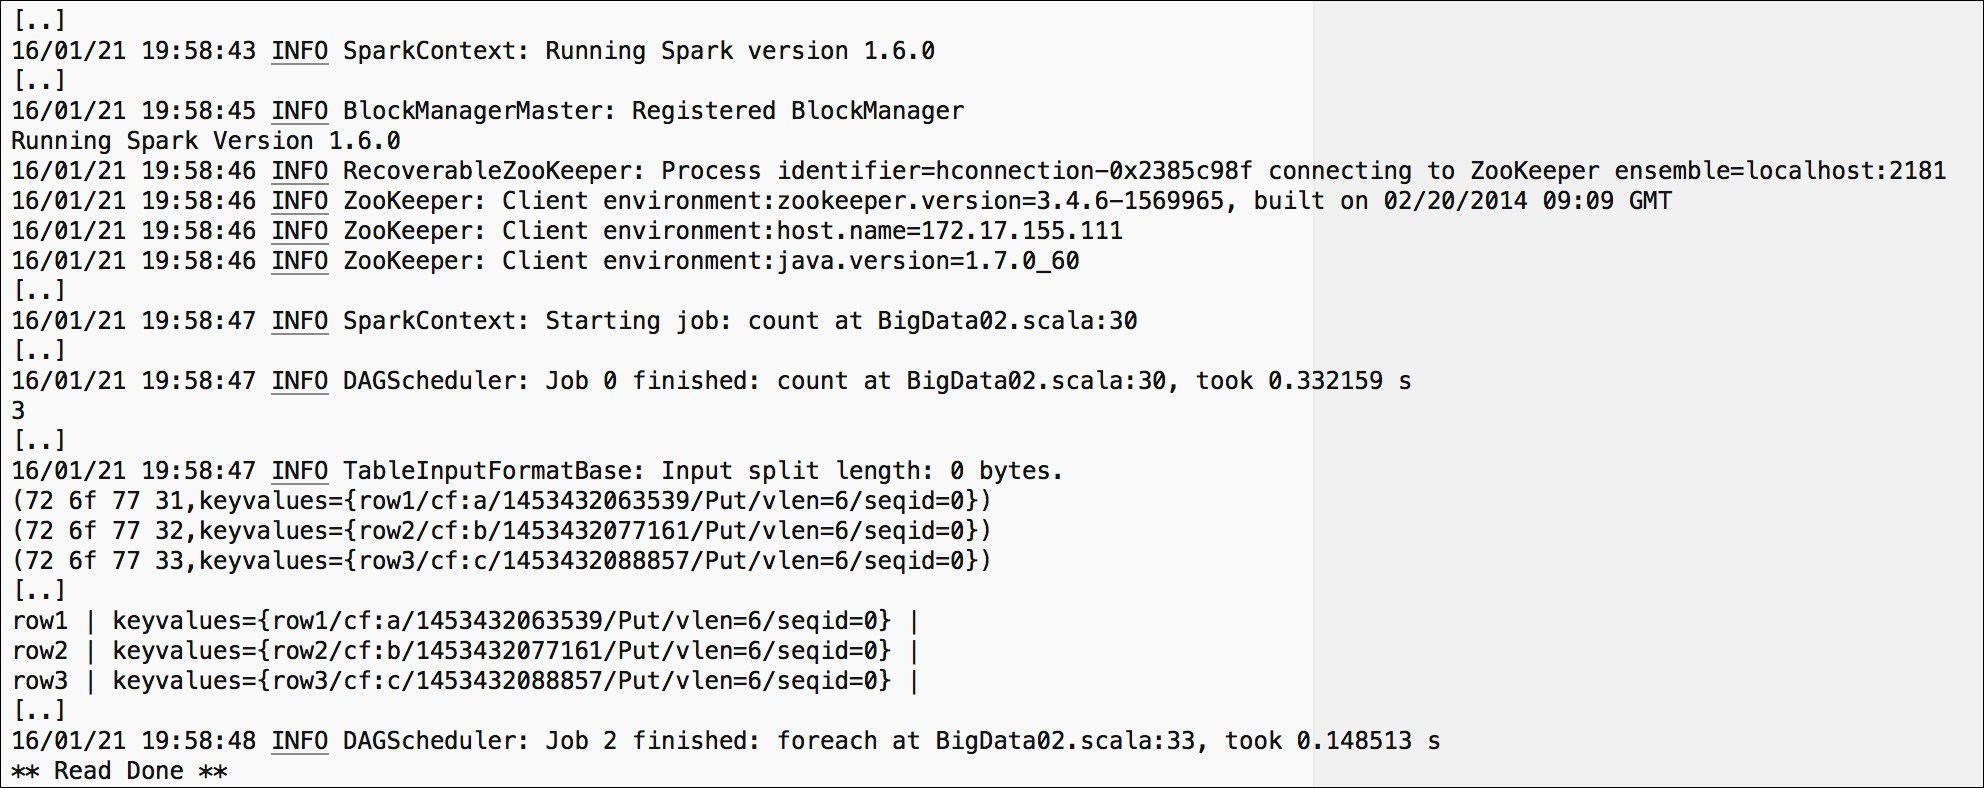 [..]
16/01/21 19:58:43 INFO SparkContext: Running Spark version 1.6.0
[..]
16/01/21 19:58:45 INFO BlockManagerMaster: Registered BlockManager
Running Spark Version 1.6.0
16/01/21 19:58:46 INFO RecoverableZooKeeper: Process identifier=hconnection-0x2385c98f connecting to ZooKeeper ensemble=localhost:2181
16/01/21 19:58:46 INFO ZooKeeper: Client environment:zookeeper.version=3.4.6-1569965, built on 02/20/2014 09:09 GMT
16/01/21 19:58:46 INFO ZooKeeper: Client environment:host.name=172.17.155.111
16/01/21 19:58:46 INFO ZooKeeper: Client environment:java.version=1.7.0_60
[..]
16/01/21 19:58:47 INFO SparkContext: Starting job: count at BigData02.scala:30
[..]
16/01/21 19:58:47 INFO DAGScheduler: Job 0 finished: count at BigData02.scala:30, took 0.332159 s
3
[..]
16/01/21 19:58:47 INFO TableInputFormatBase: Input split length: 0 bytes.
(72 6f 77 31,keyvalues={row1/cf:a/1453432063539/Put/vlen=6/seqid=0})
(72 6f 77 32,keyvalues={row2/cf:b/1453432077161/Put/vlen=6/seqid=0})
(72 6f 77 33,keyvalues={row3/cf:c/1453432088857/Put/vlen=6/seqid=0})
[..]
row1 | keyvalues={row1/cf:a/1453432063539/Put/vlen=6/seqid=0} |
row2 | keyvalues={row2/cf:b/1453432077161/Put/vlen=6/seqid=0} |
row3 | keyvalues={row3/cf:c/1453432088857/Put/vlen=6/seqid=0} |
[..]
16/01/21 19:58:48 INFO DAGScheduler: Job 2 finished: foreach at BigData02.scala:33, took 0.148513 s
** Read Done **